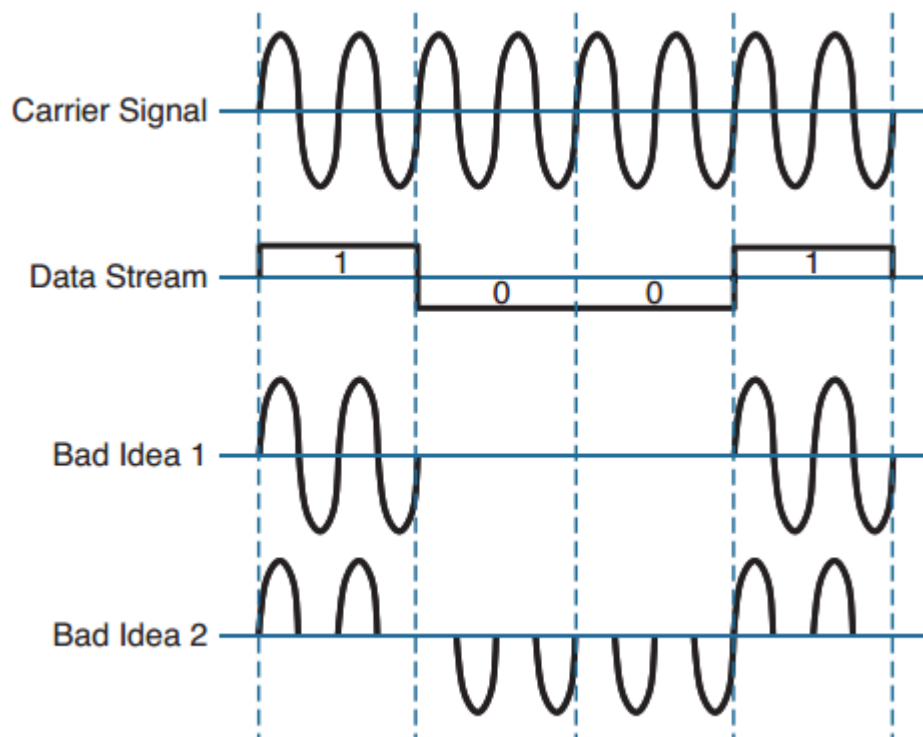 Carrier Signal
1
Data Stream
1
0
0
Bad Idea 1
Bad Idea 2